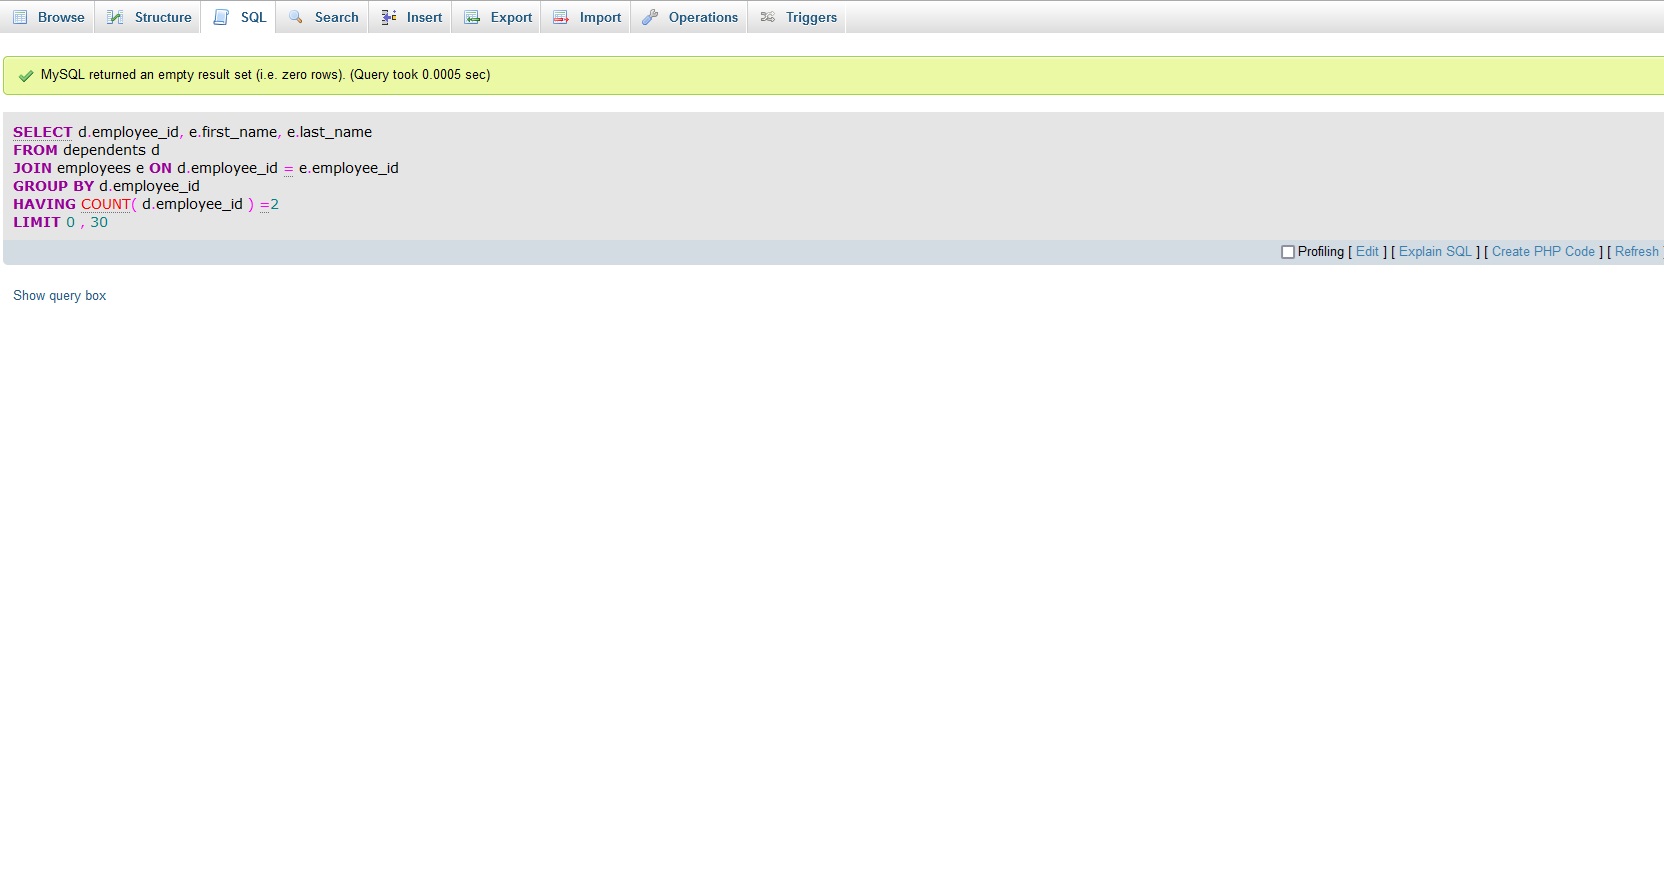 Browse Structure SQL Search Insert Export Import Operations Triggers
MySQL returned an empty result set (i.e. zero rows). (Query took 0.0005 sec)
SELECT d.employee_id, e.first_name, e.last_name
FROM dependents d
JOIN employees e ON d.employee_id = e.employee_id
GROUP BY d.employee_id
HAVING COUNT( d.employee_id ) =2
LIMIT 0 , 30
Profiling [ Edit ] [ Explain SQL ] [ Create PHP Code ] [ Refresh ]
Show query box